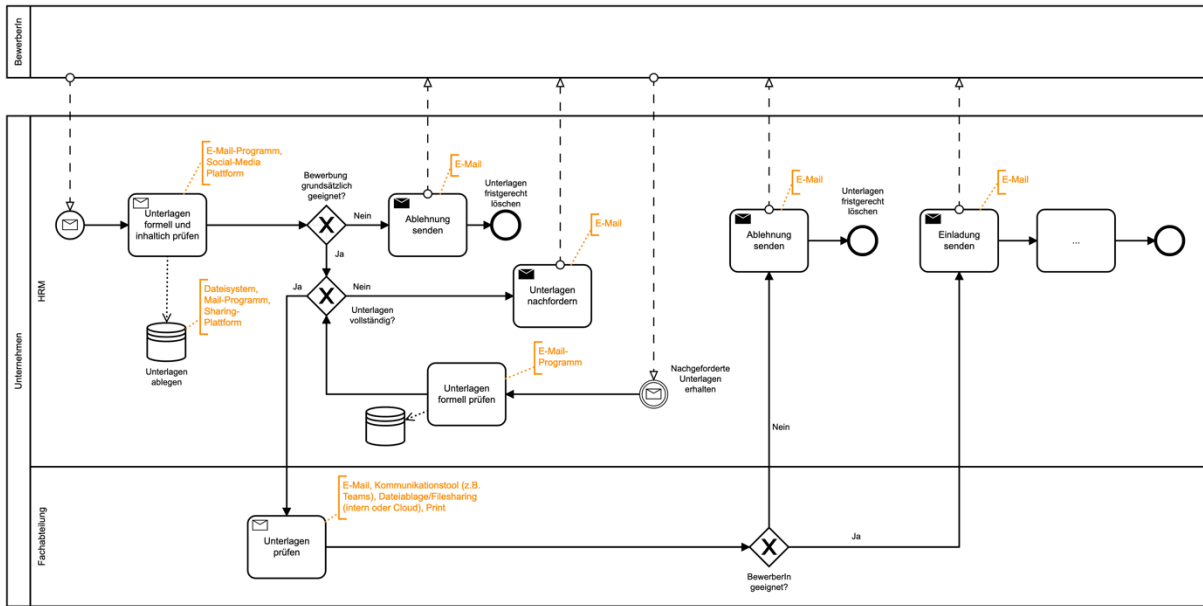 BewerberIn
Unternehmen
HRM
Fachabteilung
E-Mail-Programm,
Social-Media
Plattform
Unterlagen
formell und
inhaltlich prüfen
Dateisystem,
Mail-Programm,
Sharing-
Plattform
Unterlagen
ablegen
Bewerbung
grundsätzlich
geeignet?
Nein
Ja
E-Mail
Ablehnung
senden
Unterlagen
fristgerecht
löschen
Ja
Nein
Unterlagen
vollständig?
E-Mail
Unterlagen
nachfordern
E-Mail-
Programm
Unterlagen
formell prüfen
Nachgeforderte
Unterlagen
erhalten
E-Mail
Ablehnung
senden
Unterlagen
fristgerecht
löschen
E-Mail
Einladung
senden
...
Nein
E-Mail, Kommunikationstool (z.B.
Teams), Dateiablage/Filesharing
(intern oder Cloud), Print
Unterlagen
prüfen
Ja
BewerberIn
geeignet?